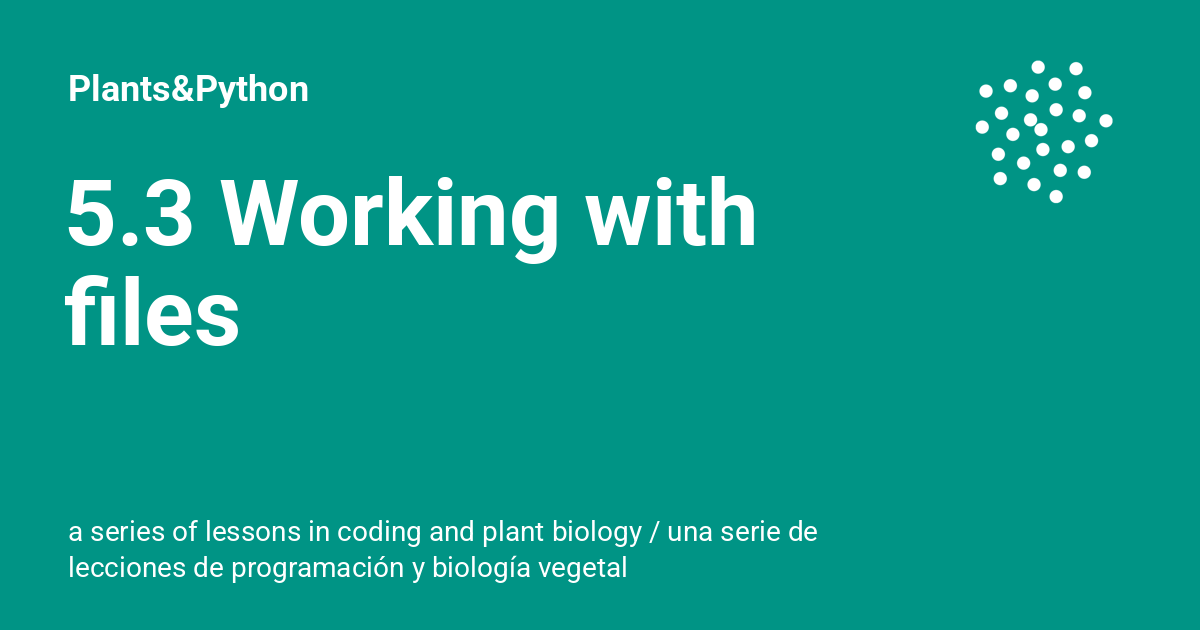 Plants&Python
5.3 Working with
files
a series of lessons in coding and plant biology / una serie de
lecciones de programación y biología vegetal